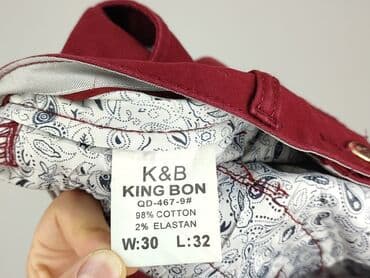 K&B
KING BON
QD-467-9#
98% COTTON
2% ELASTAN
W:30 L:32